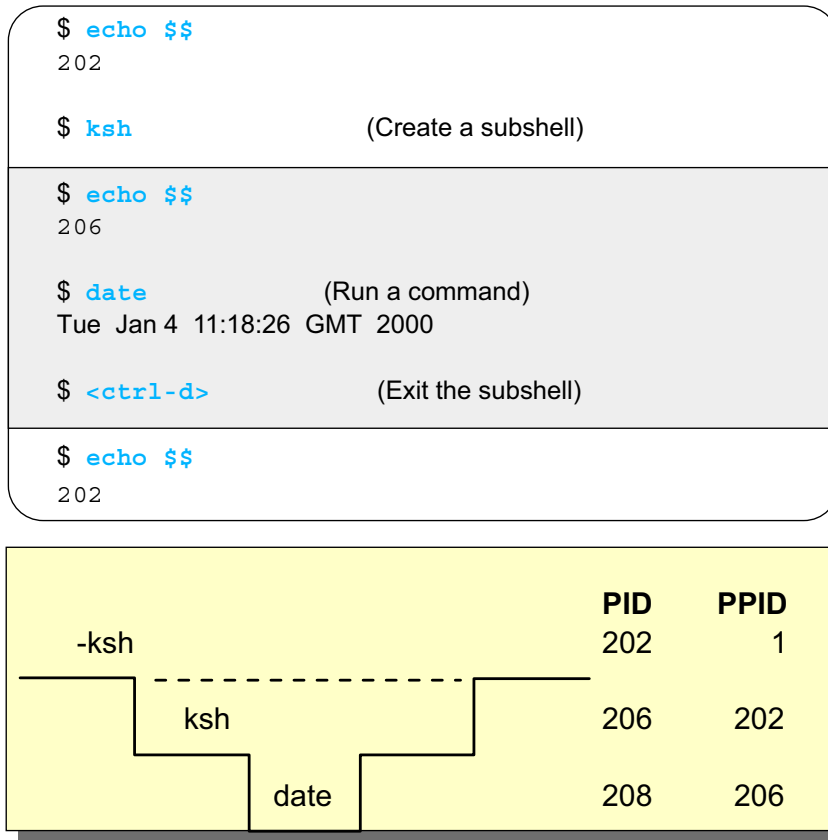 $ echo $$
202
$ ksh (Create a subshell)
$ echo $$
206
$ date (Run a command)
Tue Jan 4 11:18:26 GMT 2000
$ <ctrl-d> (Exit the subshell)
$ echo $$
202
PID PPID
-ksh 202 1
ksh 206 202
date 208 206